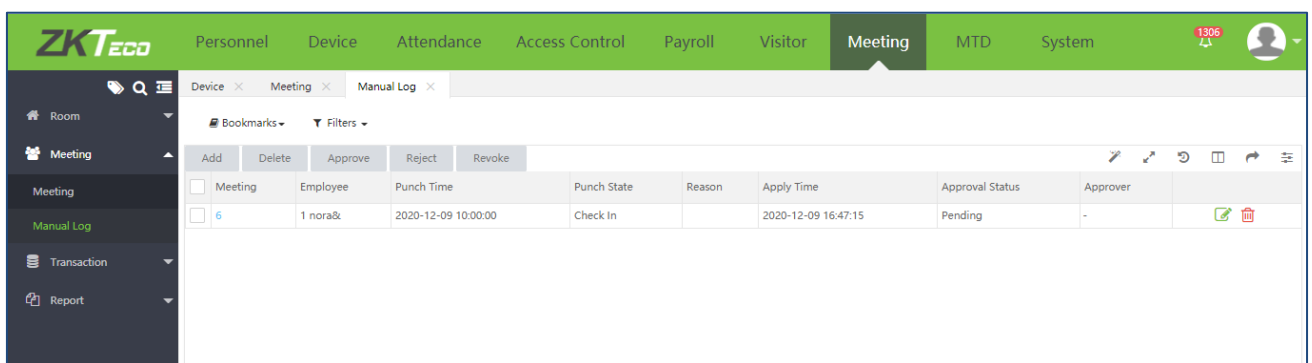 ZKTECO Personnel Device Attendance Access Control Payroll Visitor Meeting MTD System 1306
Device Meeting Manual Log
Room
Bookmarks Filters
Meeting
Add Delete Approve Reject Revoke
Meeting Employee Punch Time Punch State Reason Apply Time Approval Status Approver
Meeting
6 1 nora& 2020-12-09 10:00:00 Check In 2020-12-09 16:47:15 Pending -
Manual Log
Transaction
Report